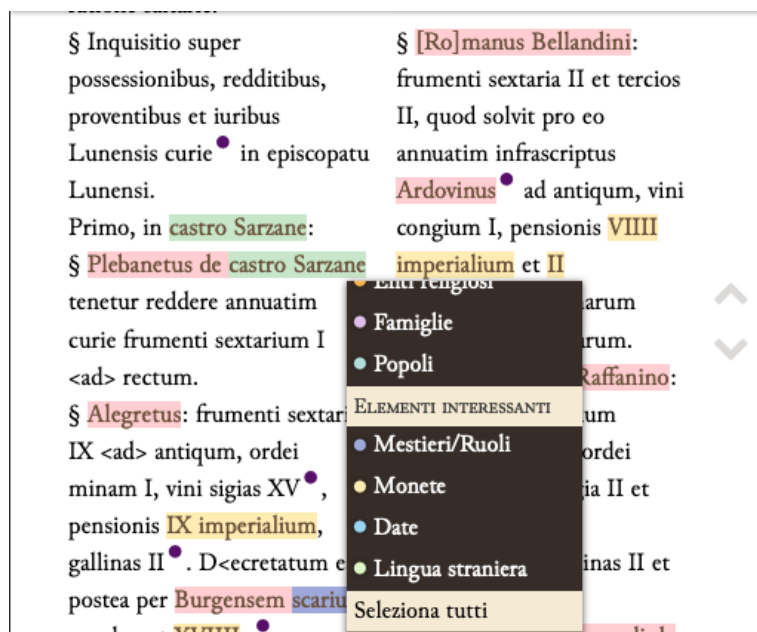 § Inquisitio super
possessionibus, redditibus,
proventibus et iuribus
Lunensis curie in episcopatu
Lunensi.
Primo, in castro Sarzane:
§ Plebanetus de castro Sarzane
tenetur reddere annuatim
curie frumenti sextarium I
<ad> rectum.
§ Alegretus: frumenti sextari
IX <ad> antiqum, ordei
minam I, vini sigias XV ,
pensionis IX imperialium,
gallinas II . D<ecretatum e
postea per Burgensem scariu
§ [Ro]manus Bellandini:
frumenti sextaria II et tercios
II, quod solvit pro eo
annuatim infrascriptus
Ardovinus ad antiqum, vini
congium I, pensionis VIIII
imperialium et II
arum
rum.
Raffanino:
um
ordei
ia II et
inas II et
Enti religiosi
Famiglie
Popoli
Elementi interessanti
Mestieri/Ruoli
Monete
Date
Lingua straniera
Seleziona tutti